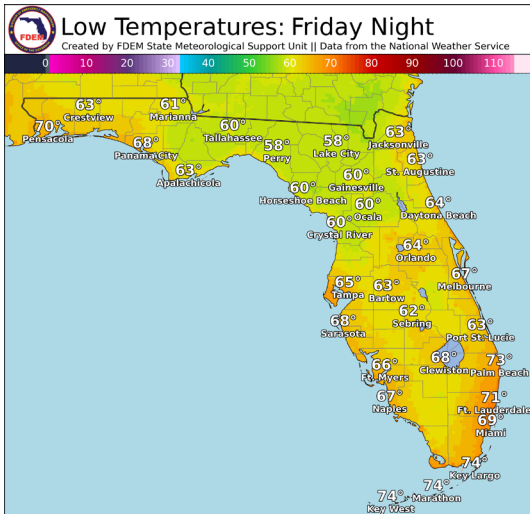 Low Temperatures: Friday Night
FDEM
Created by FDEM State Meteorological Support Unit || Data from the National Weather Service
0 10 20 30 40 50 60 70 80 90 100 110
63°
Crestview
61°
Marianna
70°
Pensacola
60°
Tallahassee
68°
Panama City
58°
Perry
58°
Lake City
63°
Jacksonville
63°
St. Augustine
63°
Apalachicola
60°
Gainesville
60°
Horseshoe Beach
60°
Ocala
64°
Daytona Beach
60°
Crystal River
64°
Orlando
67°
Melbourne
65°
Tampa
63°
Bartow
62°
Sebring
68°
Sarasota
63°
Port St. Lucie
68°
Clewiston
73°
Palm Beach
66°
Ft. Myers
67°
Naples
71°
Ft. Lauderdale
69°
Miami
74°
Key Largo
74°
Marathon
74°
Key West